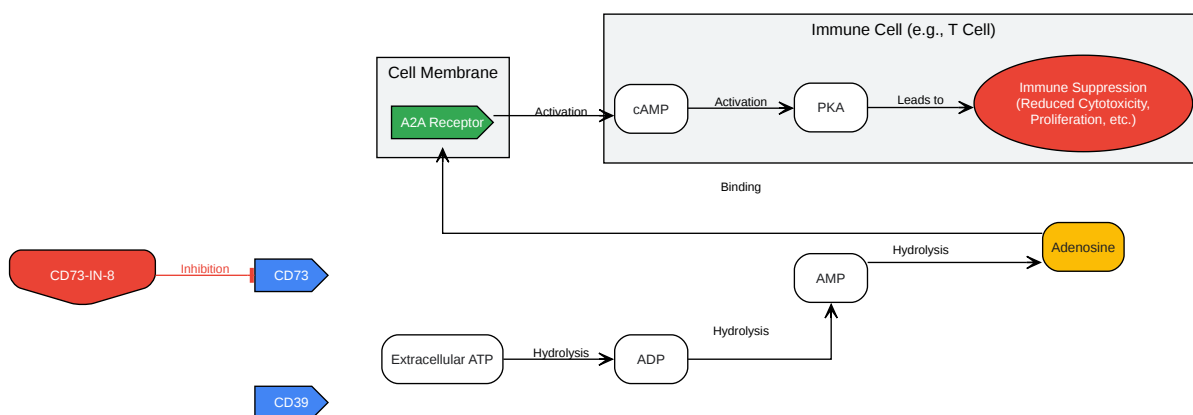 Immune Cell (e.g., T Cell)
Cell Membrane
A2A Receptor
Activation
cAMP
Activation
PKA
Leads to
Immune Suppression
(Reduced Cytotoxicity,
Proliferation, etc.)
Binding
Adenosine
Hydrolysis
CD73-IN-8
Inhibition
CD73
AMP
Hydrolysis
Extracellular ATP
Hydrolysis
ADP
CD39